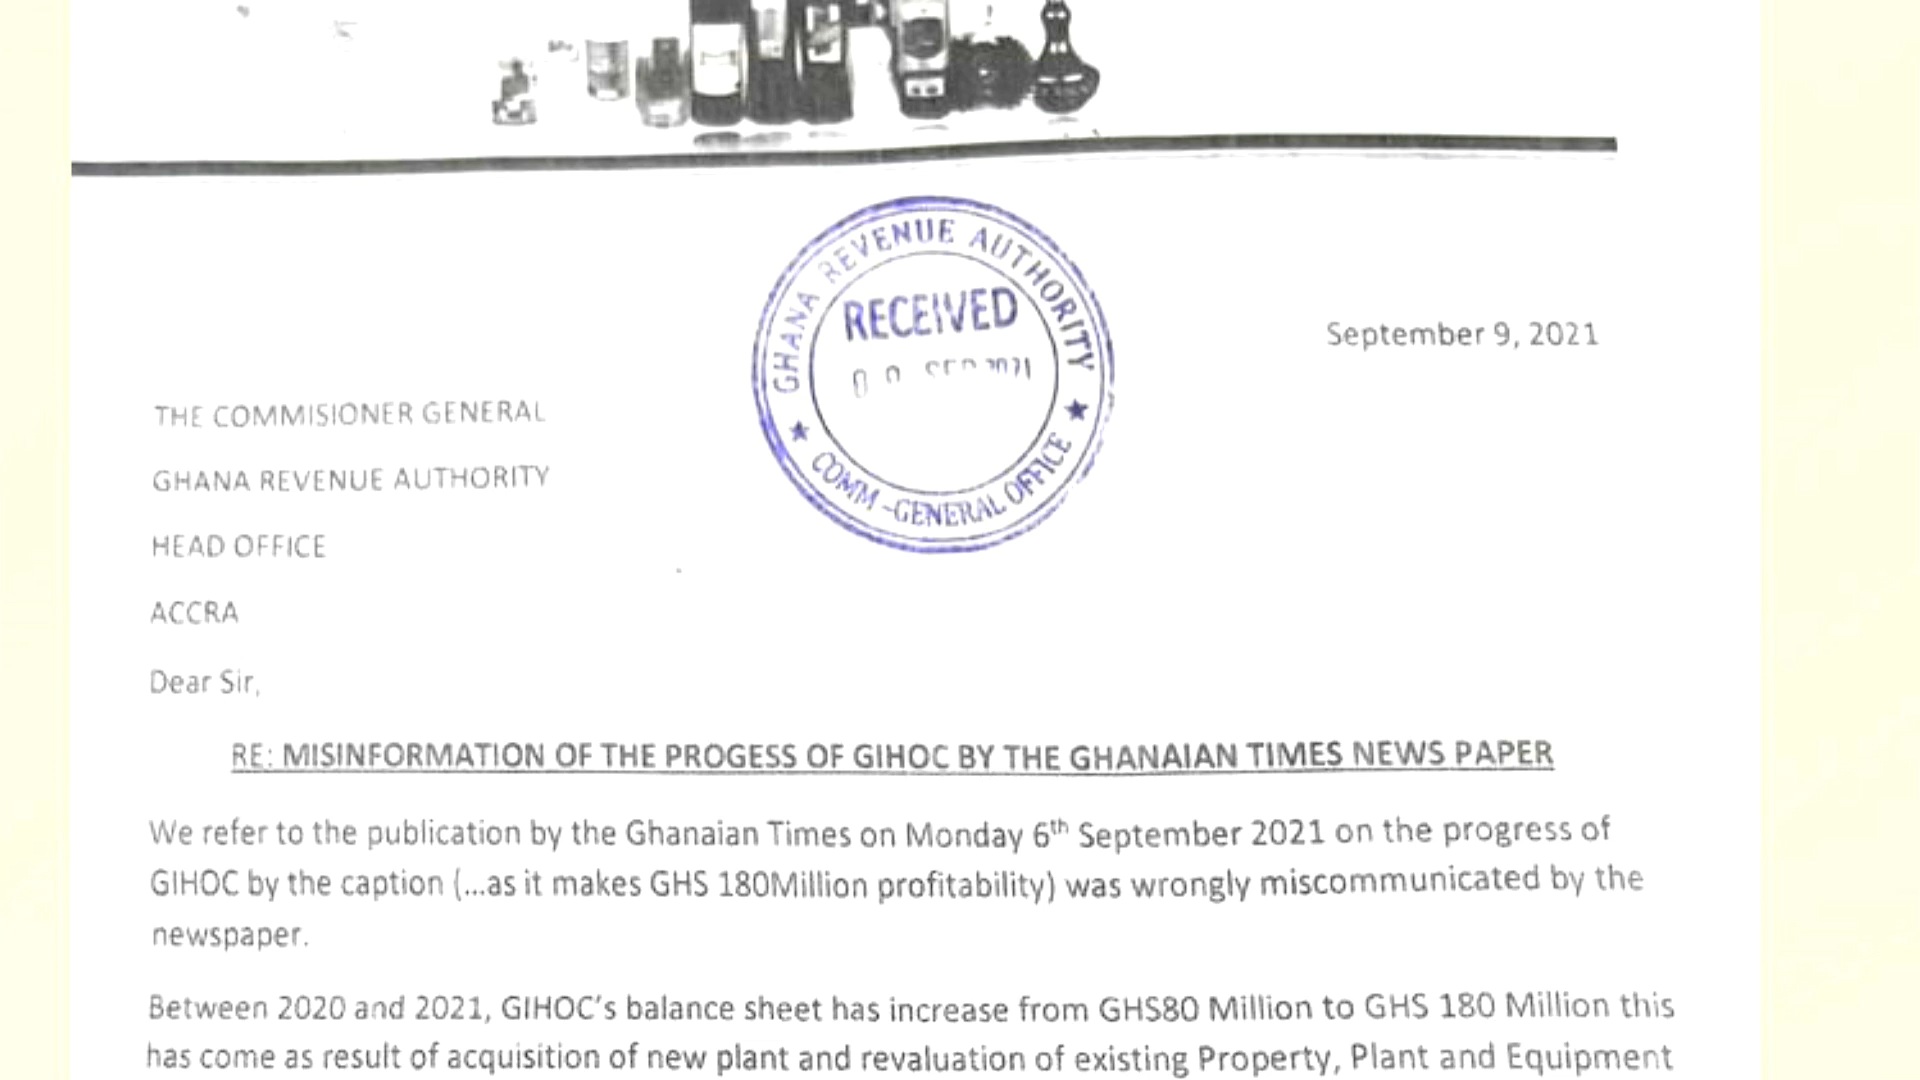 GHANA REVENUE AUTHORITY
RECEIVED
2021
COMM-GENERAL OFFICE
September 9, 2021
THE COMMISIONER GENERAL
GHANA REVENUE AUTHORITY
HEAD OFFICE
ACCRA
Dear Sir,
RE: MISINFORMATION OF THE PROGESS OF GIHOC BY THE GHANAIAN TIMES NEWS PAPER
We refer to the publication by the Ghanaian Times on Monday 6th September 2021 on the progress of
GIHOC by the caption (...as it makes GHS 180Million profitability) was wrongly miscommunicated by the
newspaper.
Between 2020 and 2021, GIHOC's balance sheet has increase from GHS80 Million to GHS 180 Million this
has come as result of acquisition of new plant and revaluation of existing Property, Plant and Equipment